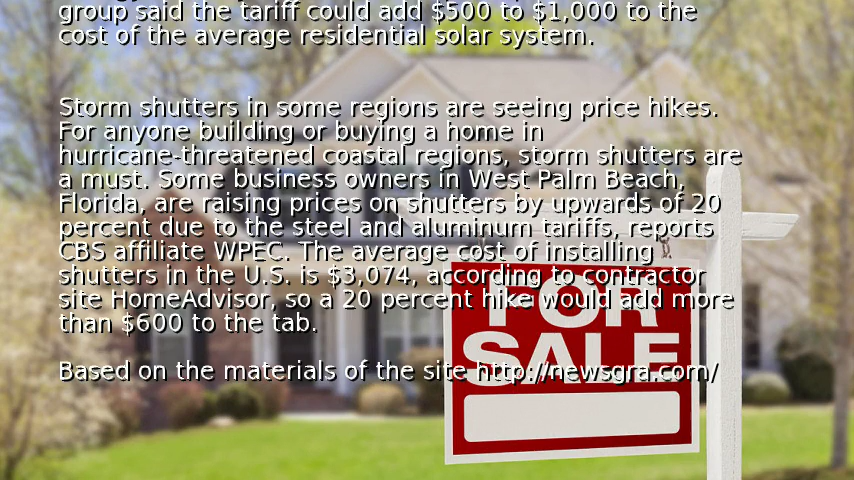 group said the tariff could add $500 to $1,000 to the
cost of the average residential solar system.
Storm shutters in some regions are seeing price hikes.
For anyone building or buying a home in
hurricane-threatened coastal regions, storm shutters are
a must. Some business owners in West Palm Beach,
Florida, are raising prices on shutters by upwards of 20
percent due to the steel and aluminum tariffs, reports
CBS affiliate WPEC. The average cost of installing
shutters in the U.S. is $3,074, according to contractor
site HomeAdvisor, so a 20 percent hike would add more
than $600 to the tab.
Based on the materials of the site http://newsgra.com/
FOR
SALE